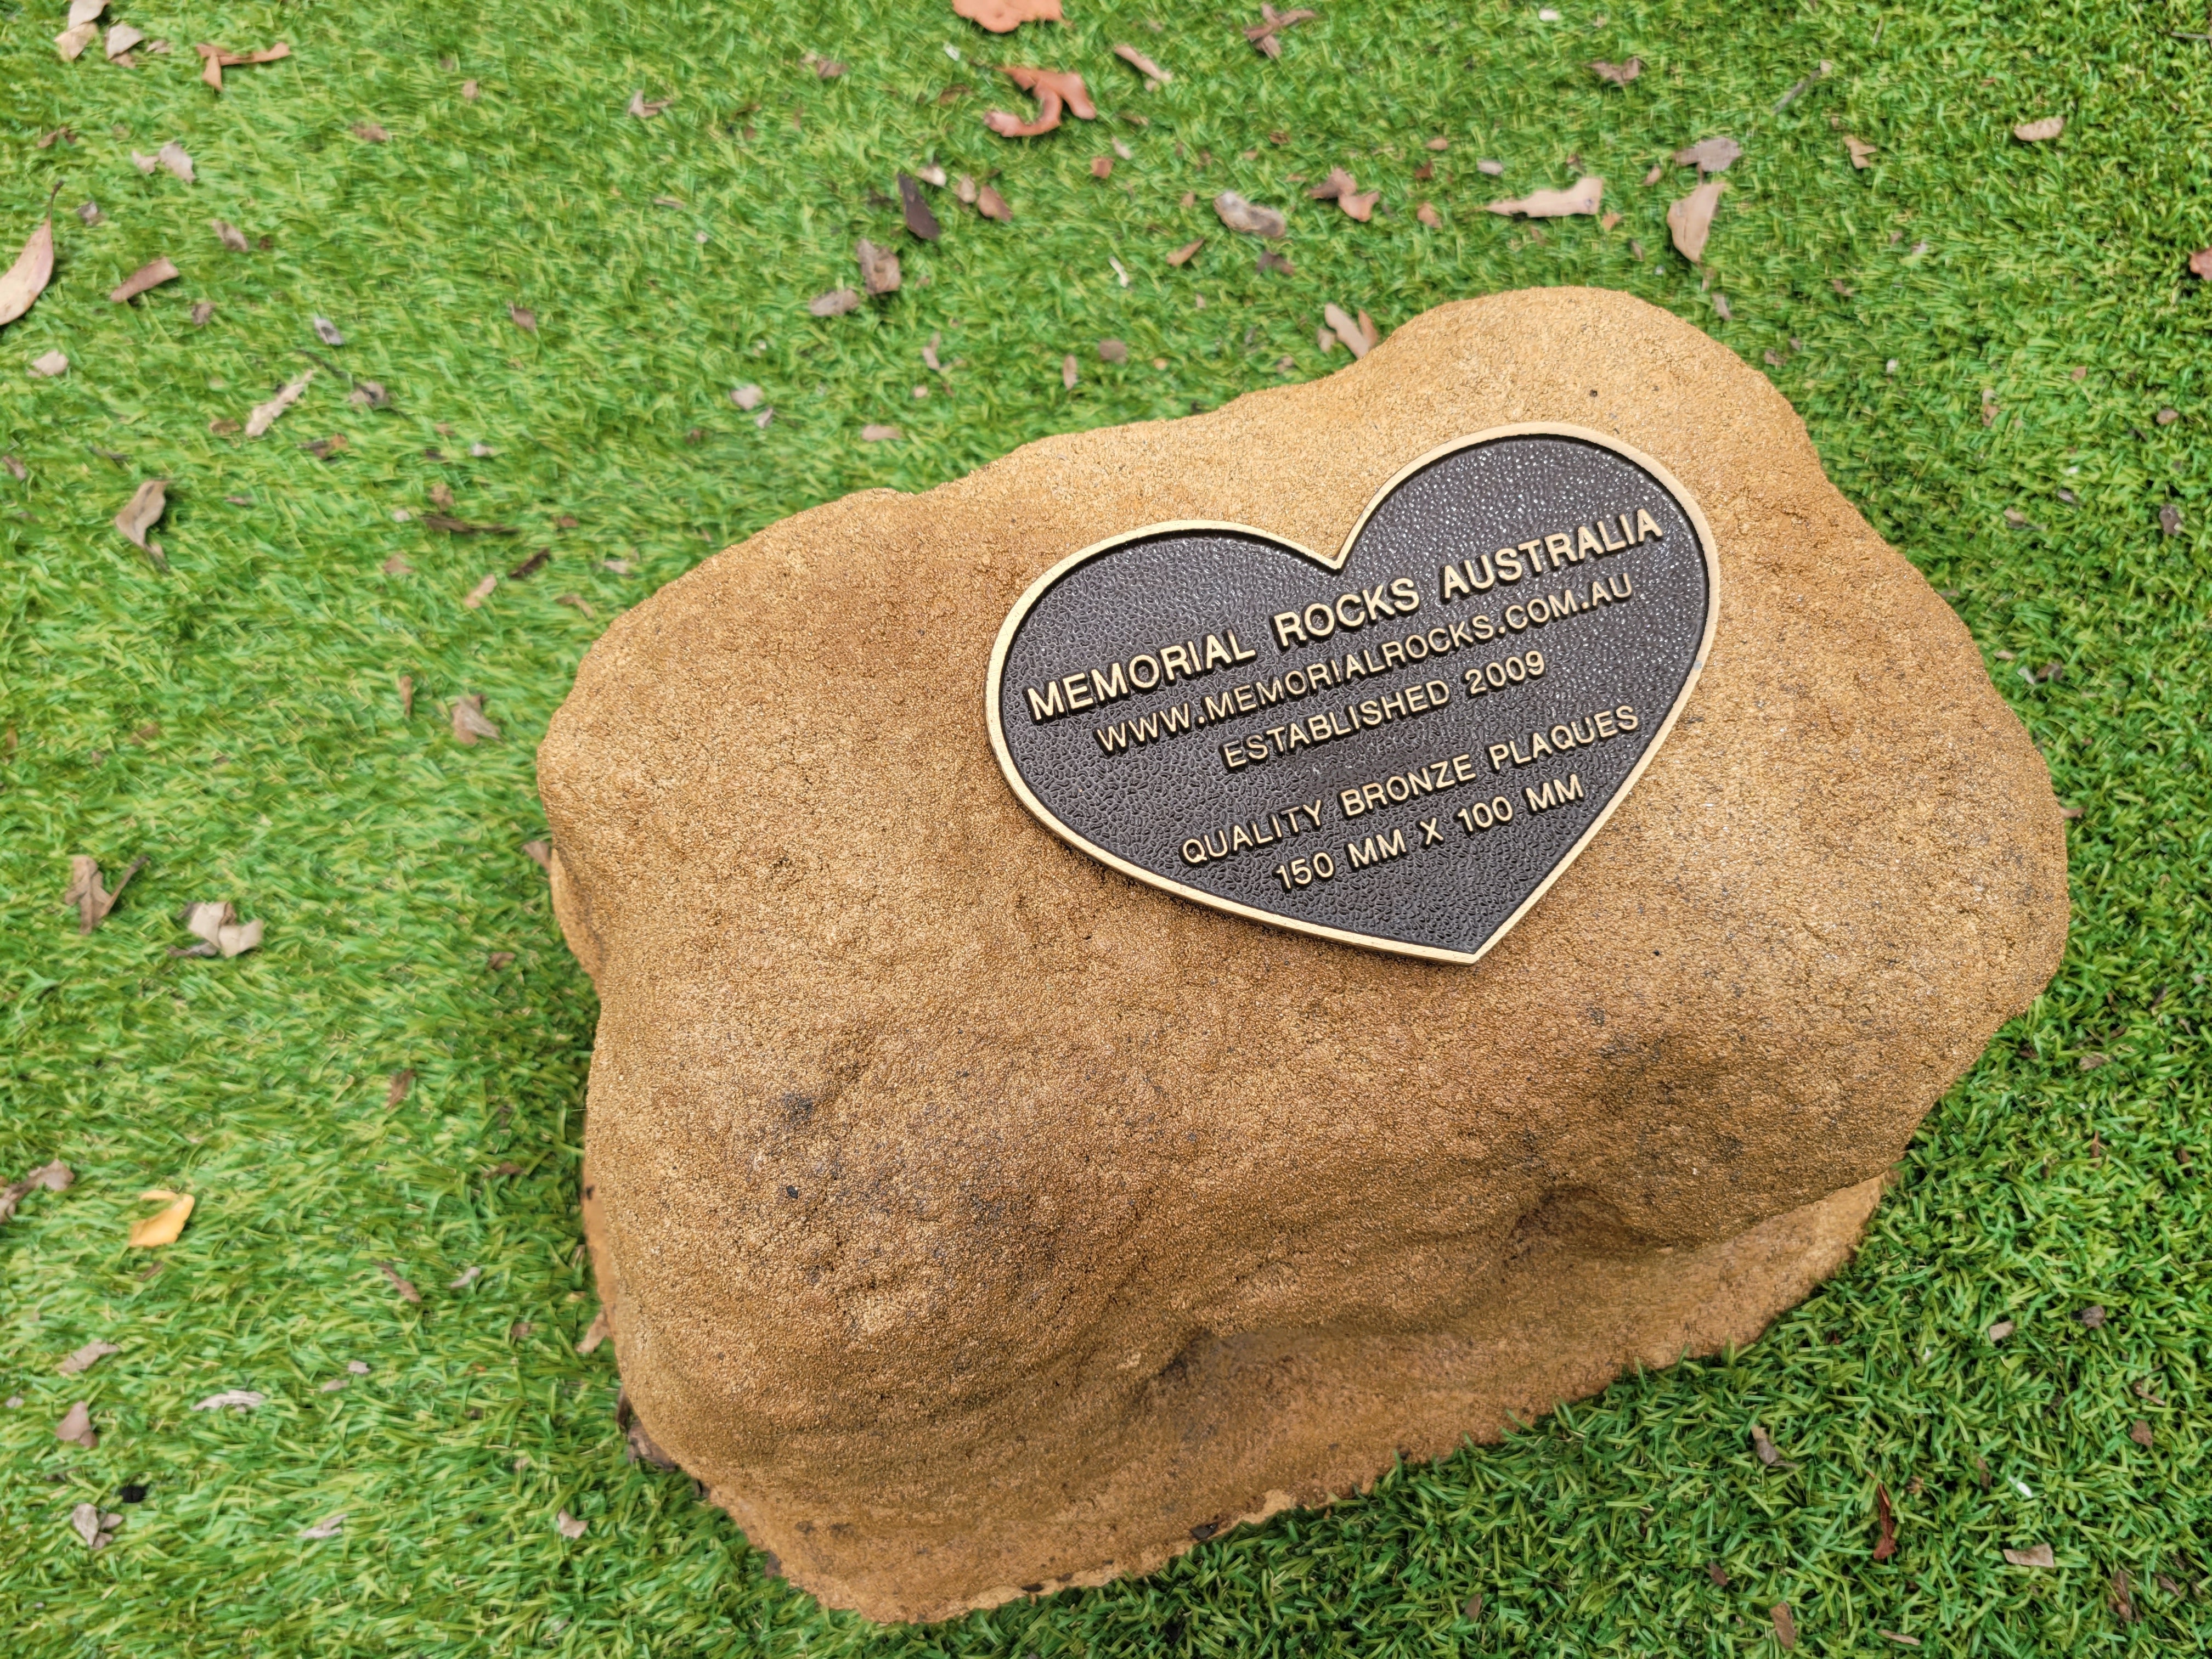 MEMORIAL ROCKS AUSTRALIA
WWW.MEMORIALROCKS.COM.AU
ESTABLISHED 2009
QUALITY BRONZE PLAQUES
150 MM X 100 MM